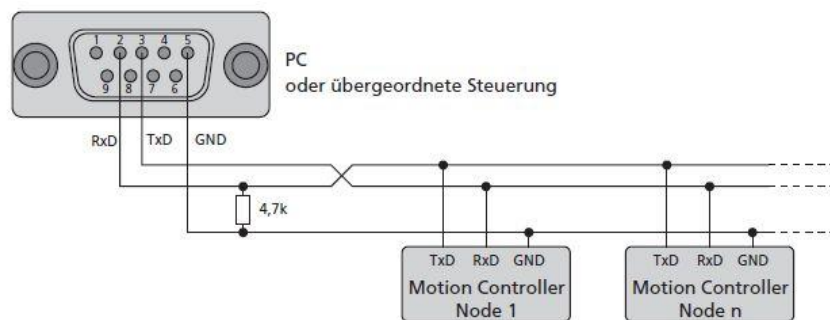 1 2 3 4 5
9 8 7 6
PC
oder übergeordnete Steuerung
RxD TxD GND
4,7k
TxD RxD GND
Motion Controller
Node 1
TxD RxD GND
Motion Controller
Node n